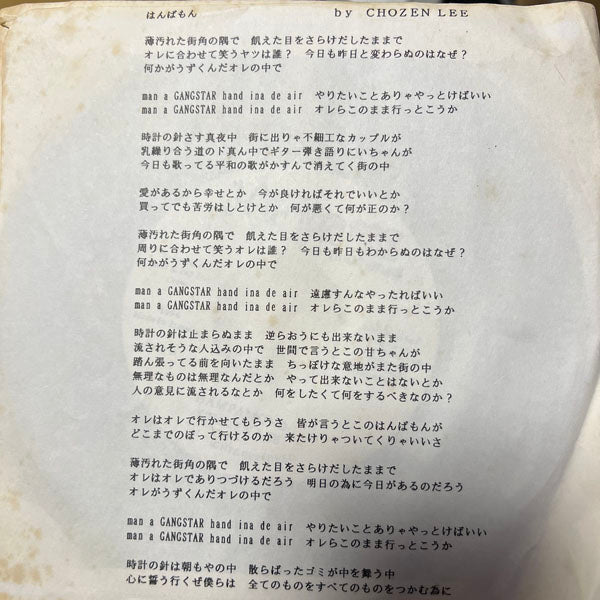 はんぱもん by CHOZEN LEE
薄汚れた街角の隅で 飢えた目をさらけだしたままで
オレに合わせて笑うヤツは誰? 今日も昨日と変わらぬのはなぜ?
何かがうずくんだオレの中で
man a GANGSTAR hand ina de air やりたいことありゃやっとけばいい
man a GANGSTAR hand ina de air オレらこのまま行っとこうか
時計の針さす真夜中 街に出りゃ不細工なカップルが
乳繰り合う道のド真ん中でギター弾き語りにいちゃんが
今日も歌ってる平和の歌がかすんで消えてく街の中
愛があるから幸せとか 今が良ければそれでいいとか
買ってでも苦労はしとけとか 何が悪くて何が正のか?
薄汚れた街角の隅で 飢えた目をさらけだしたままで
周りに合わせて笑うオレは誰? 今日も昨日もわからぬのはなぜ?
何かがうずくんだオレの中で
man a GANGSTAR hand ina de air 遠慮すんなやったればいい
man a GANGSTAR hand ina de air オレらこのまま行っとこうか
時計の針は止まらぬまま 逆らおうにも出来ないまま
流されそうな人込みの中で 世間で言うとこの甘ちゃんが
踏ん張ってる前を向いたまま ちっぽけな意地がまた街の中
無理なものは無理なんだとか やって出来ないことはないとか
人の意見に流されるなとか 何をしたくて何をするべきなのか?
オレはオレで行かせてもらうさ 皆が言うとこのはんぱもんが
どこまでのぼって行けるのか 来たけりゃついてくりゃいいさ
薄汚れた街角の隅で 飢えた目をさらけだしたままで
オレはオレでありつづけるだろう 明日の為に今日があるのだろう
オレがうずくんだオレの中で
man a GANGSTAR hand ina de air やりたいことありゃやっとけばいい
man a GANGSTAR hand ina de air オレらこのまま行っとこうか
時計の針は朝もやの中 散らばったゴミが中を舞う中
心に誓う行くぜ僕らは 全てのものをすべてのものをつかむ為に